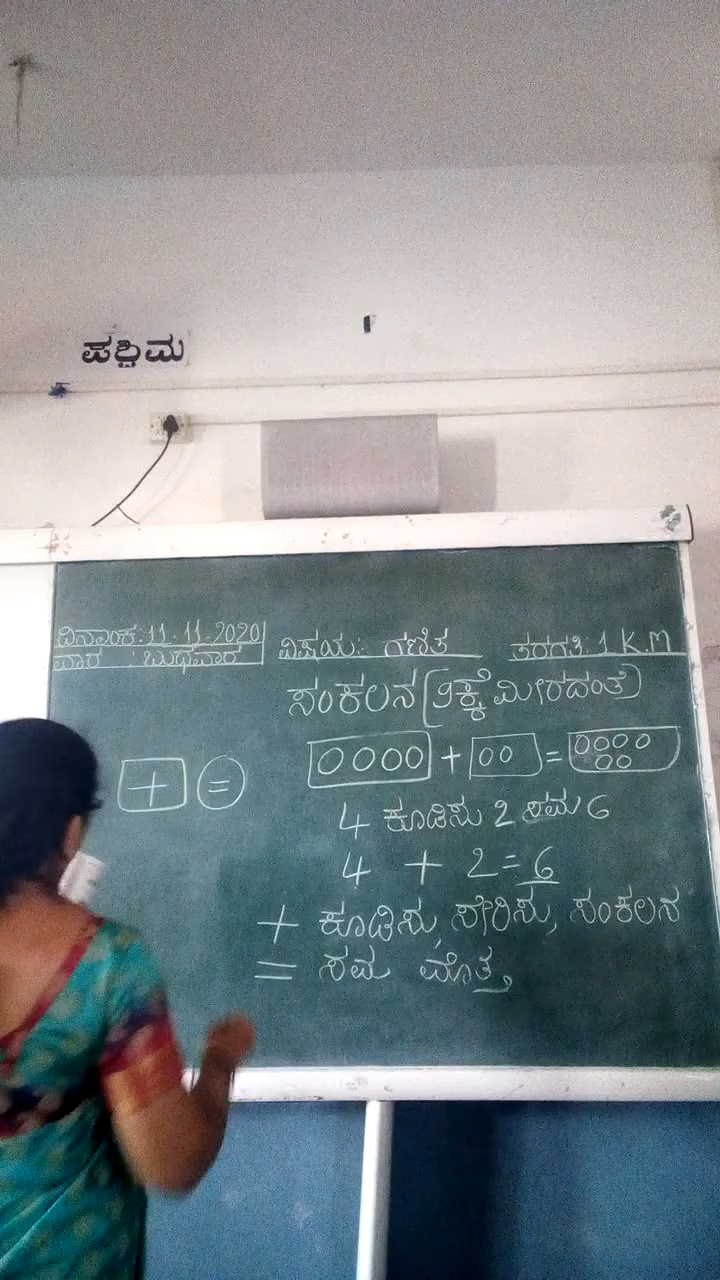 ಪಶ್ಚಿಮ
ದಿನಾಂಕ: 11-11-2020 ವಿಷಯ: ಗಣಿತ ತರಗತಿ: 1 K.M
ವಾರ : ಬುಧವಾರ
ಸಂಕಲನ (9ಕ್ಕೆ ಮೀರದಂತೆ)
+ = 0000 + 00 = 000000
4 ಕೂಡಿಸು 2 ಸಮ 6
4 + 2 = 6
+ ಕೂಡಿಸು, ಸೇರಿಸು, ಸಂಕಲನ
= ಸಮ ಮೊತ್ತ